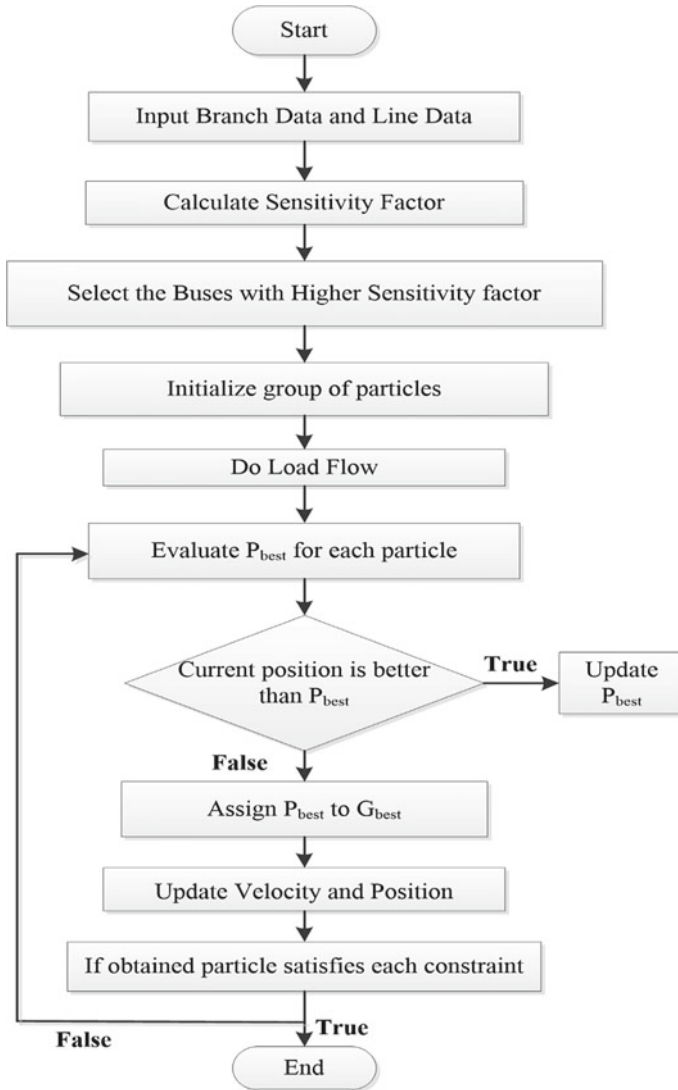 Start
Input Branch Data and Line Data
Calculate Sensitivity Factor
Select the Buses with Higher Sensitivity factor
Initialize group of particles
Do Load Flow
Evaluate Pbest for each particle
Current position is better
than Pbest
True
Update
Pbest
False
Assign Pbest to Gbest
Update Velocity and Position
If obtained particle satisfies each constraint
False
True
End